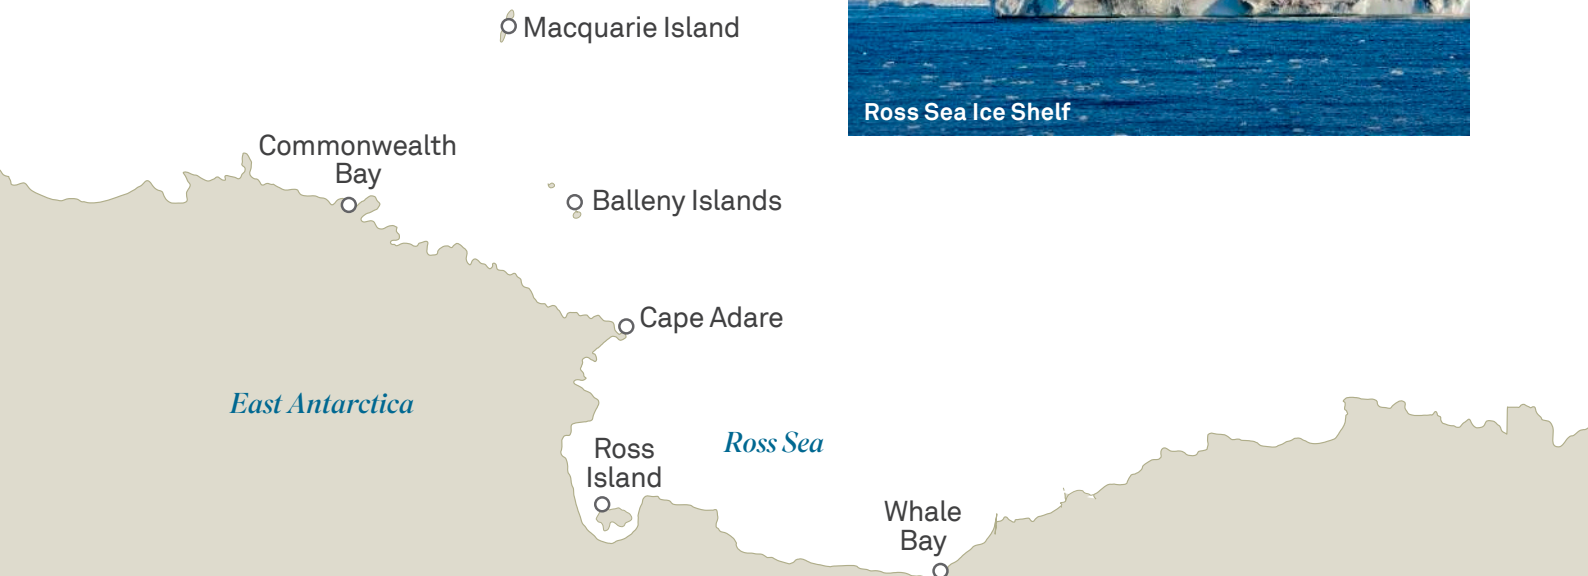 Macquarie Island
Ross Sea Ice Shelf
Commonwealth
Bay
Balleny Islands
Cape Adare
East Antarctica
Ross Sea
Ross
Island
Whale
Bay